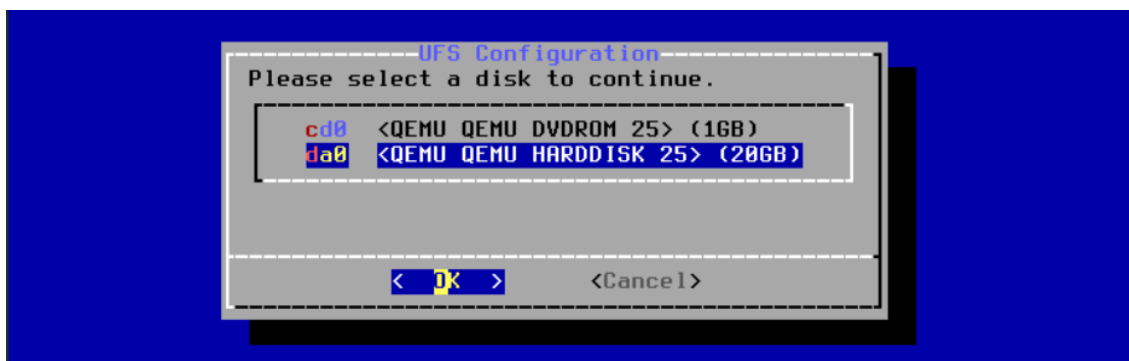 UFS Configuration
Please select a disk to continue.
cd0 <QEMU QEMU DVDROM 25> (1GB)
da0 <QEMU QEMU HARDDISK 25> (20GB)
< OK > <Cancel>